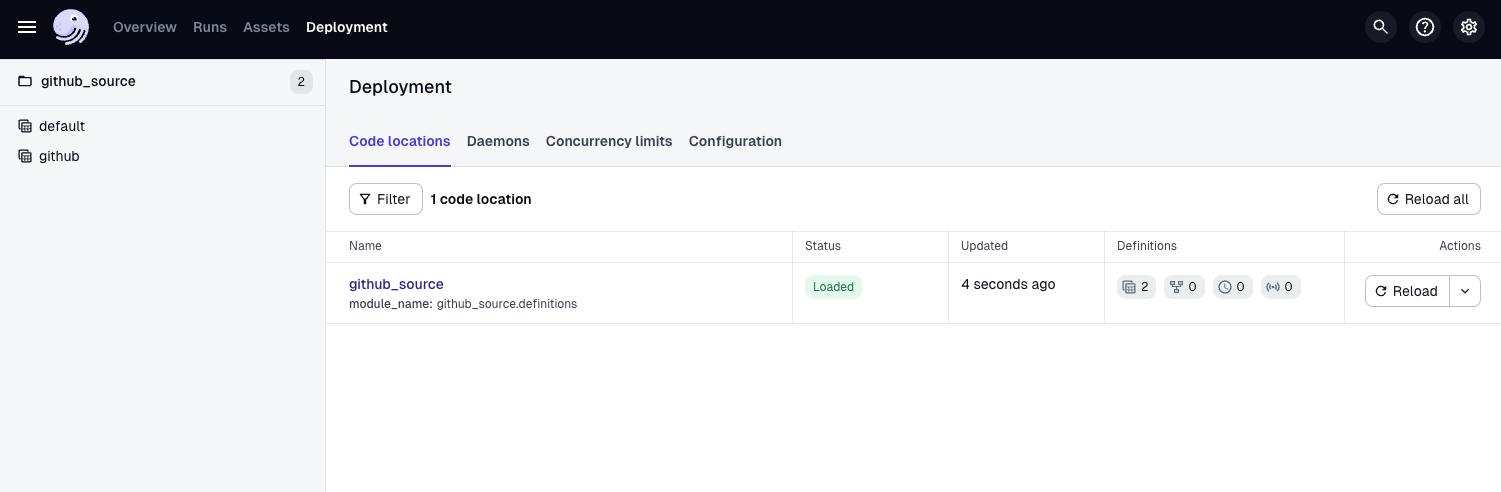 Overview Runs Assets Deployment
github_source 2
default
github
Deployment
Code locations Daemons Concurrency limits Configuration
Filter 1 code location Reload all
Name Status Updated Definitions Actions
github_source Loaded 4 seconds ago 2 0 0 0 Reload
module_name: github_source.definitions